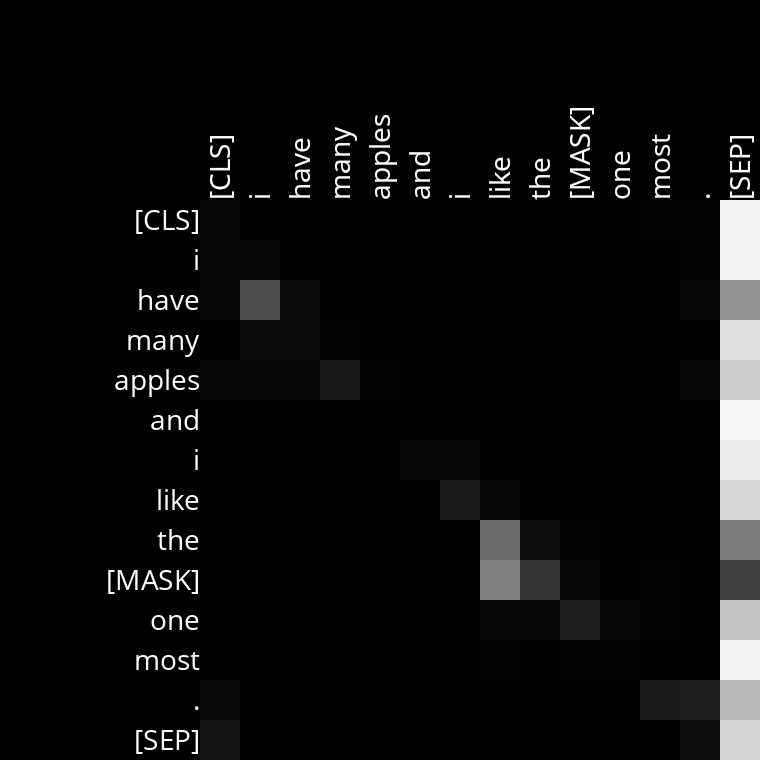 [CLS] i have many apples and i like the [MASK] one most . [SEP]
[CLS]
i
have
many
apples
and
i
like
the
[MASK]
one
most
.
[SEP]